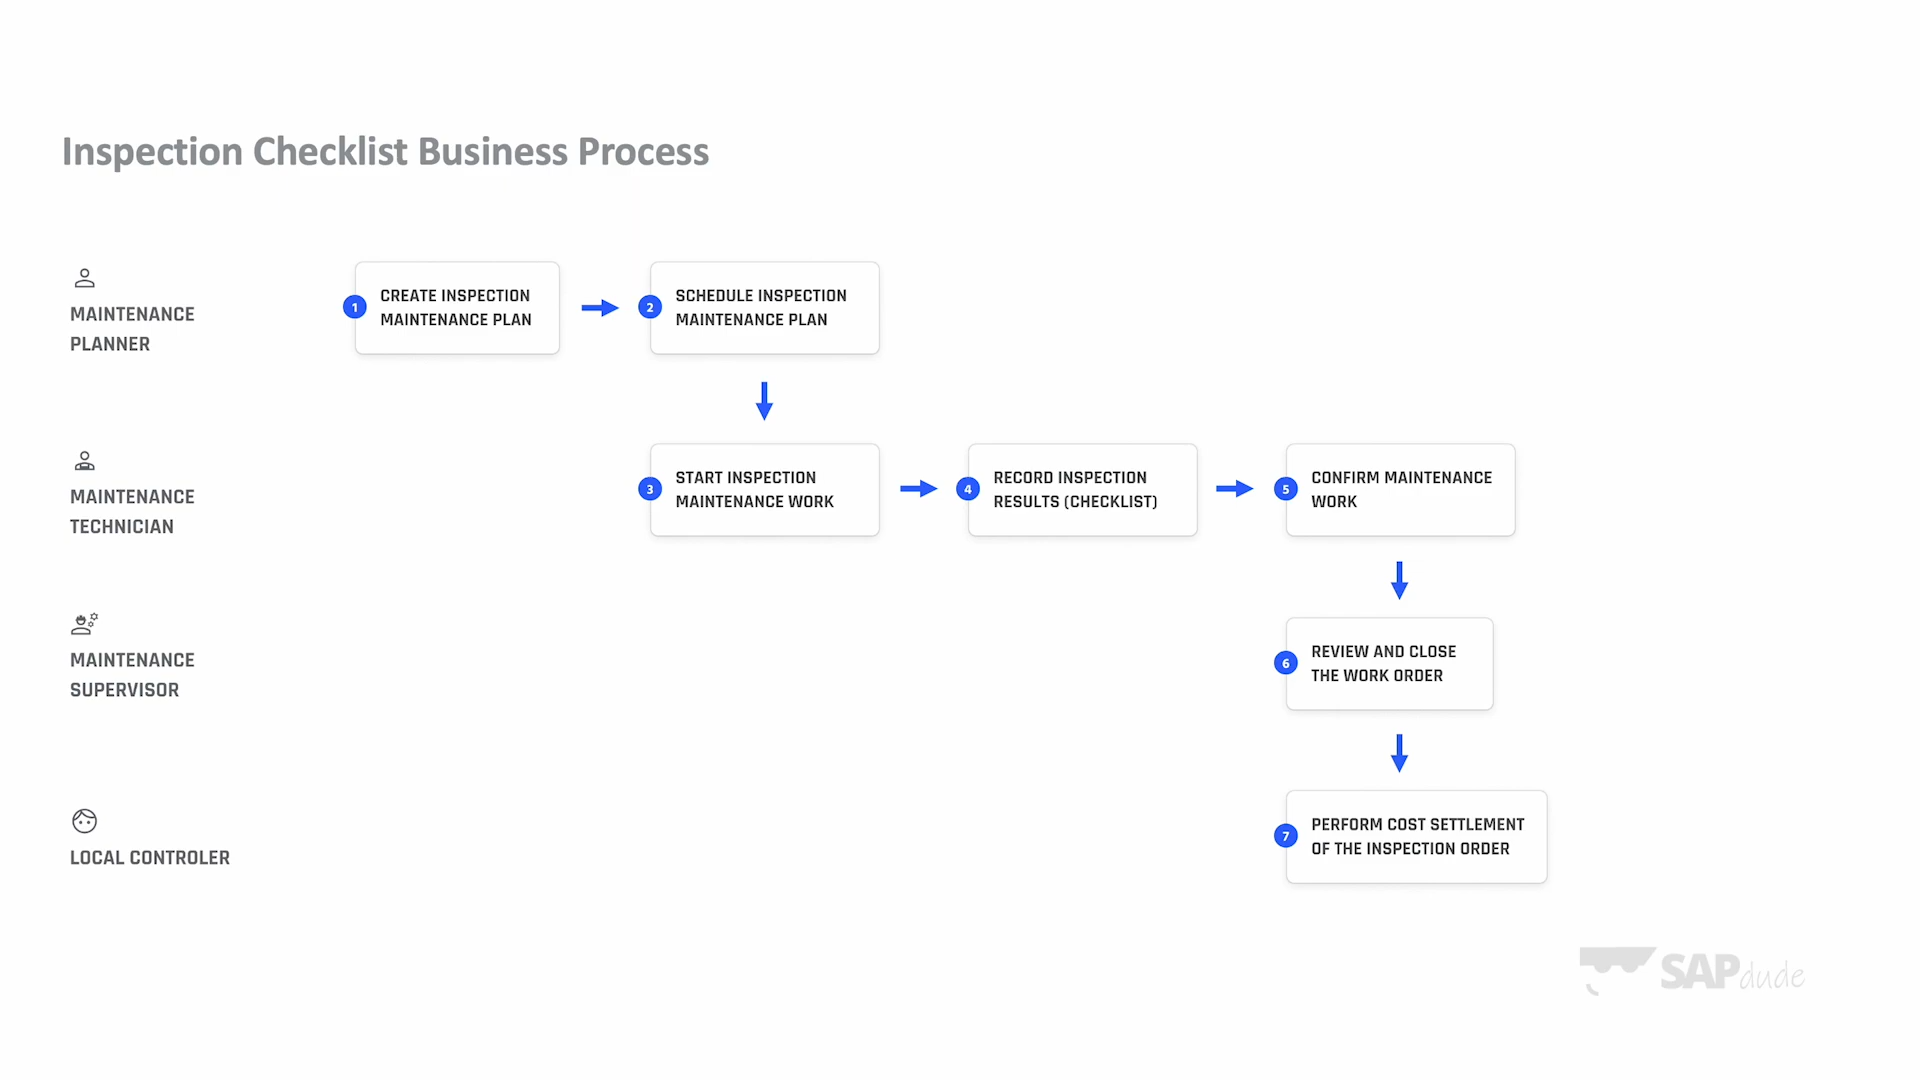 Inspection Checklist Business Process
MAINTENANCE
PLANNER
1
CREATE INSPECTION
MAINTENANCE PLAN
2
SCHEDULE INSPECTION
MAINTENANCE PLAN
MAINTENANCE
TECHNICIAN
3
START INSPECTION
MAINTENANCE WORK
4
RECORD INSPECTION
RESULTS (CHECKLIST)
5
CONFIRM MAINTENANCE
WORK
MAINTENANCE
SUPERVISOR
6
REVIEW AND CLOSE
THE WORK ORDER
LOCAL CONTROLER
7
PERFORM COST SETTLEMENT
OF THE INSPECTION ORDER
SAPdude